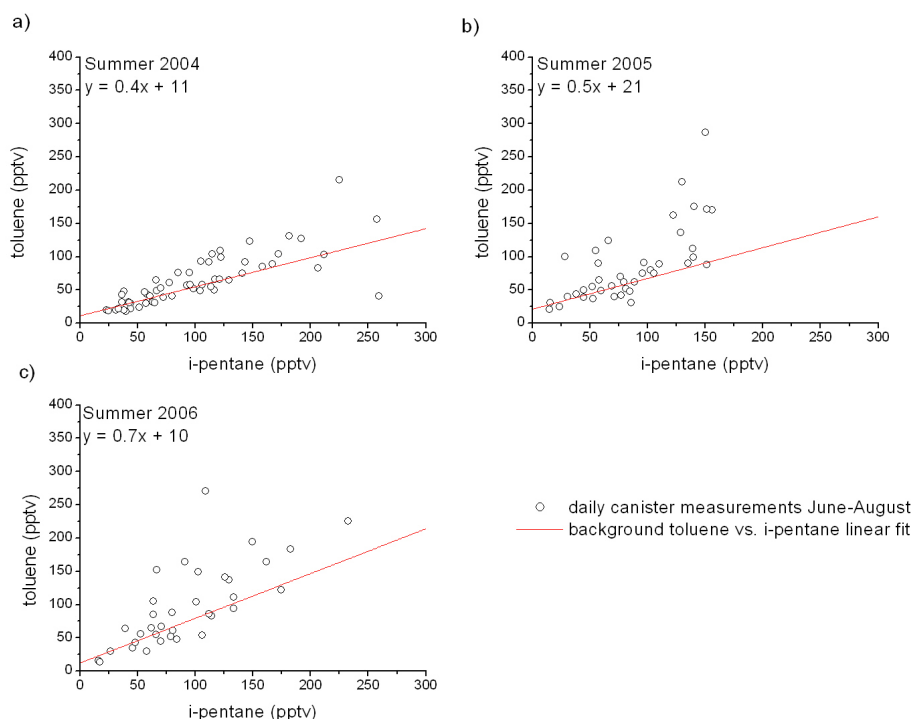 a)
Summer 2004
y = 0.4x + 11
toluene (pptv)
400
350
300
250
200
150
100
50
0
0 50 100 150 200 250 300
i-pentane (pptv)
b)
Summer 2005
y = 0.5x + 21
toluene (pptv)
400
350
300
250
200
150
100
50
0
0 50 100 150 200 250 300
i-pentane (pptv)
c)
Summer 2006
y = 0.7x + 10
toluene (pptv)
400
350
300
250
200
150
100
50
0
0 50 100 150 200 250 300
i-pentane (pptv)
daily canister measurements June-August
background toluene vs. i-pentane linear fit